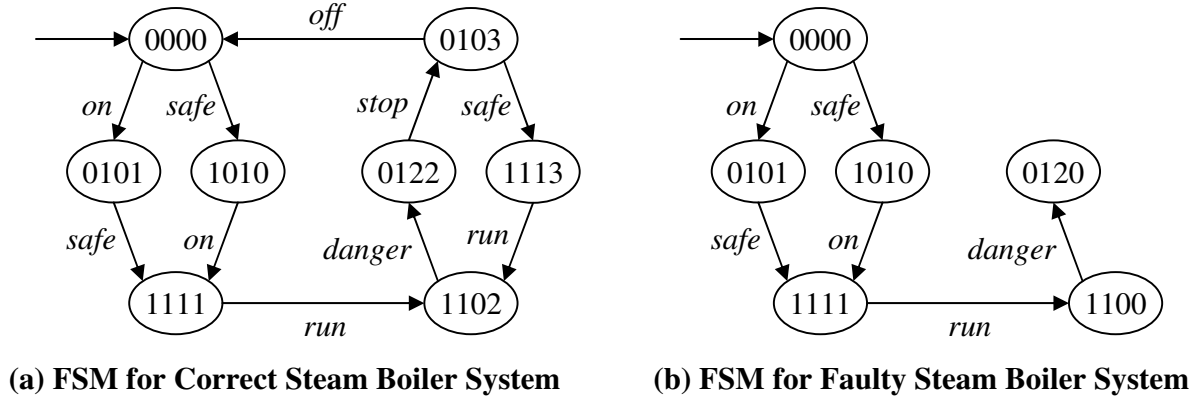 off
0000
0103
on
safe
stop
safe
0101
1010
0122
1113
safe
on
danger
run
1111
1102
run
(a) FSM for Correct Steam Boiler System
0000
on
safe
0101
1010
0120
safe
on
danger
1111
1100
run
(b) FSM for Faulty Steam Boiler System